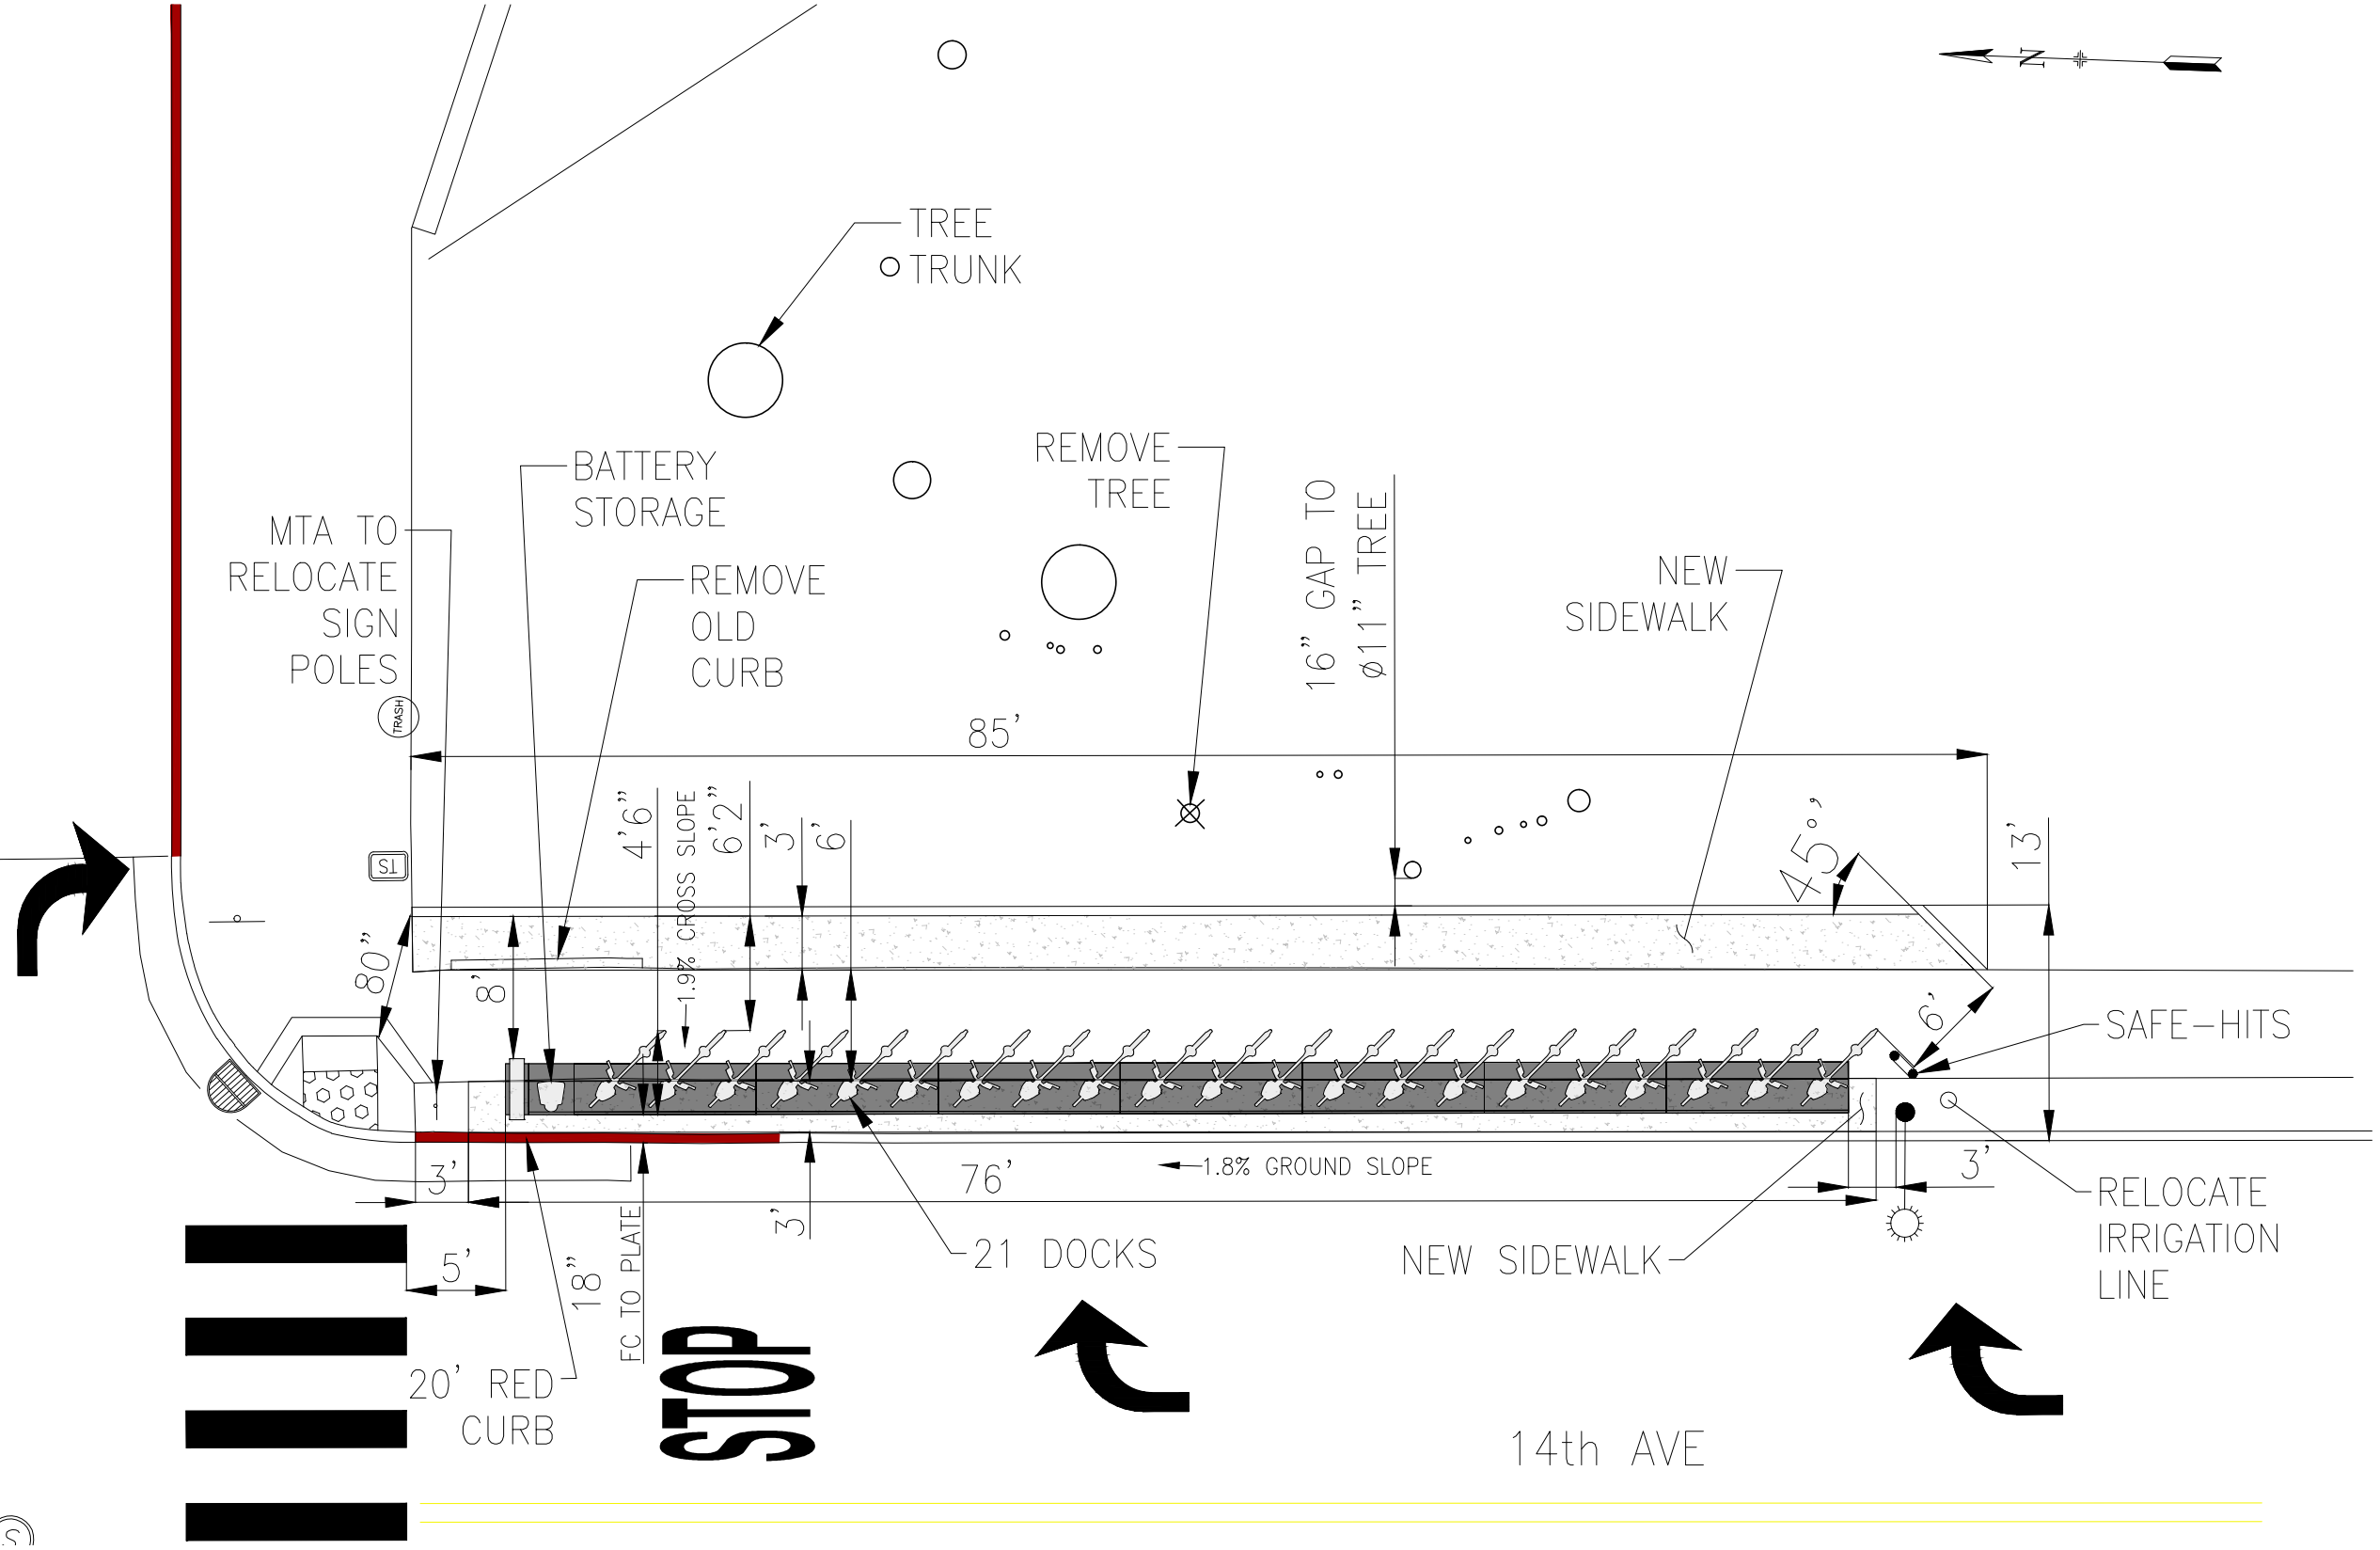 N
TREE
TRUNK
BATTERY
STORAGE
REMOVE
TREE
MTA TO
RELOCATE
SIGN
POLES
REMOVE
OLD
CURB
16" GAP TO
ø11" TREE
NEW
SIDEWALK
TRASH
85'
4'6"
1.9% CROSS SLOPE
6'2"
3'
6'
45°'
13'
TS
80"
8'
6'
SAFE-HITS
3'
76'
1.8% GROUND SLOPE
3'
RELOCATE
IRRIGATION
LINE
5'
18"
FC TO PLATE
3'
21 DOCKS
NEW SIDEWALK
20' RED
CURB
STOP
14th AVE
S